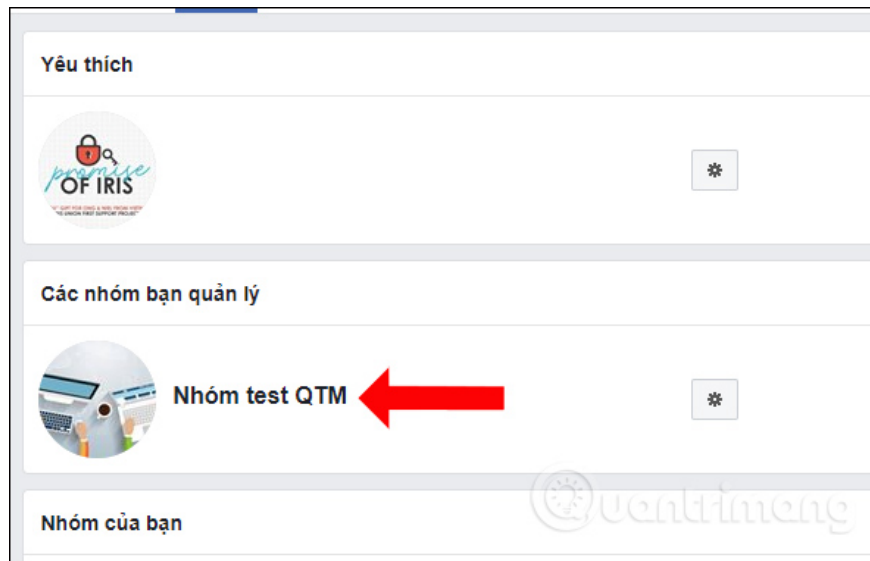 Yêu thích
promise
OF IRIS
Các nhóm bạn quản lý
Nhóm test QTM
Quantrimang
Nhóm của bạn